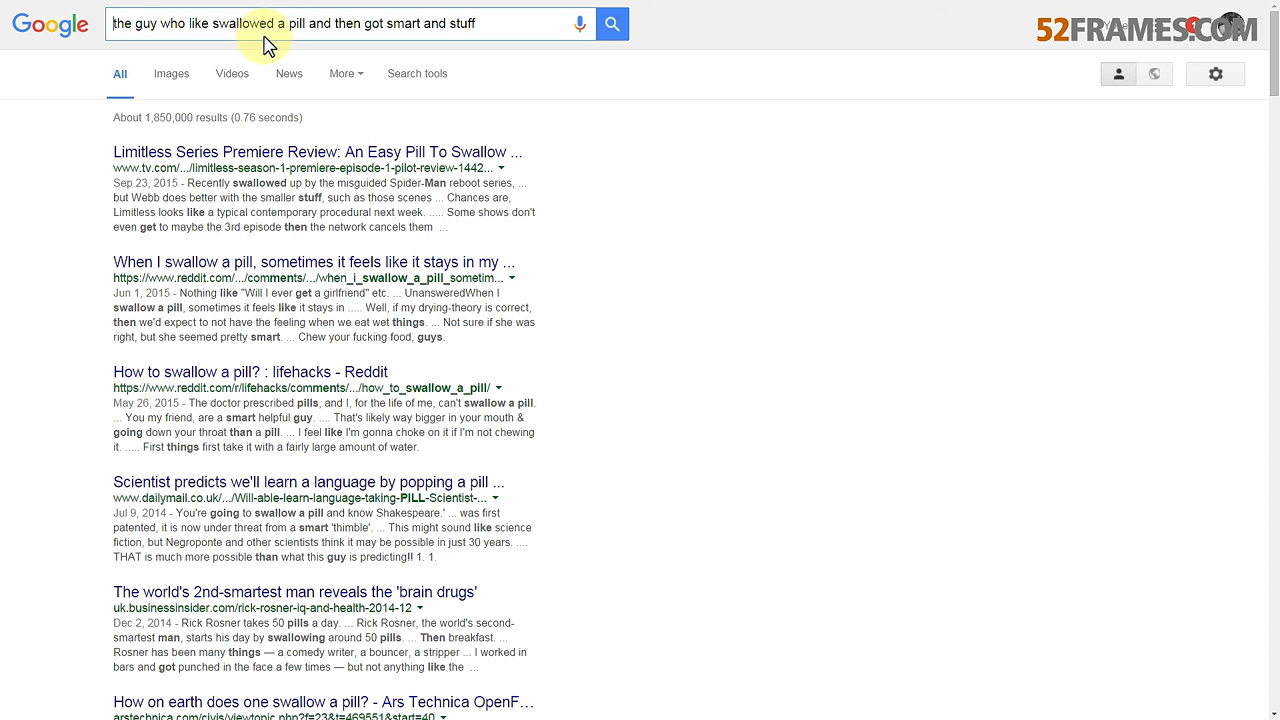 Google
the guy who like swallowed a pill and then got smart and stuff
52FRAMES.COM
All Images Videos News More Search tools
About 1,850,000 results (0.76 seconds)
Limitless Series Premiere Review: An Easy Pill To Swallow ...
www.tv.com/.../limitless-season-1-premiere-episode-1-pilot-review-1442...
Sep 23, 2015 - Recently swallowed up by the misguided Spider-Man reboot series, ...
but Webb does better with the smaller stuff, such as those scenes ... Chances are,
Limitless looks like a typical contemporary procedural next week. ..... Some shows don't
even get to maybe the 3rd episode then the network cancels them ...
When I swallow a pill, sometimes it feels like it stays in my ...
https://www.reddit.com/.../comments/.../when_i_swallow_a_pill_sometim...
Jun 1, 2015 - Nothing like "Will I ever get a girlfriend" etc. ... UnansweredWhen I
swallow a pill, sometimes it feels like it stays in ..... Well, if my drying-theory is correct,
then we'd expect to not have the feeling when we eat wet things. ... Not sure if she was
right, but she seemed pretty smart. ... Chew your fucking food, guys.
How to swallow a pill? : lifehacks - Reddit
https://www.reddit.com/r/lifehacks/comments/.../how_to_swallow_a_pill/
May 26, 2015 - The doctor prescribed pills, and I, for the life of me, can't swallow a pill.
... You my friend, are a smart helpful guy. .... That's likely way bigger in your mouth &
going down your throat than a pill. ... I feel like I'm gonna choke on it if I'm not chewing
it. ..... First things first take it with a fairly large amount of water.
Scientist predicts we'll learn a language by popping a pill ...
www.dailymail.co.uk/.../Will-able-learn-language-taking-PILL-Scientist-...
Jul 9, 2014 - You're going to swallow a pill and know Shakespeare.' ... was first
patented, it is now under threat from a smart 'thimble'. ... This might sound like science
fiction, but Negroponte and other scientists think it may be possible in just 30 years. ....
THAT is much more possible than what this guy is predicting!! 1. 1.
The world's 2nd-smartest man reveals the 'brain drugs'
uk.businessinsider.com/rick-rosner-iq-and-health-2014-12
Dec 2, 2014 - Rick Rosner takes 50 pills a day. ... Rick Rosner, the world's second-
smartest man, starts his day by swallowing around 50 pills. ... Then breakfast. ...
Rosner has been many things — a comedy writer, a bouncer, a stripper ... I worked in
bars and got punched in the face a few times — but not anything like the ...
How on earth does one swallow a pill? - Ars Technica OpenF...
arstechnica.com/civis/viewtopic.php?f=23&t=469551&start=40